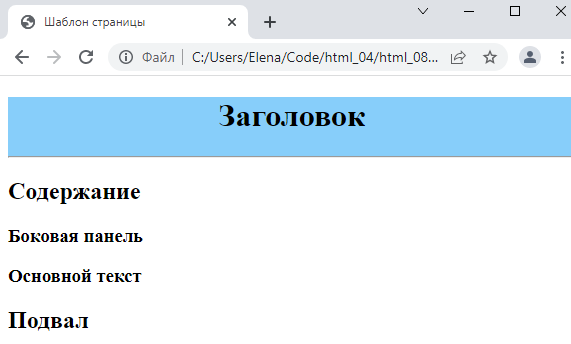 Шаблон страницы
Файл C:/Users/Elena/Code/html_04/html_08...
Заголовок
Содержание
Боковая панель
Основной текст
Подвал